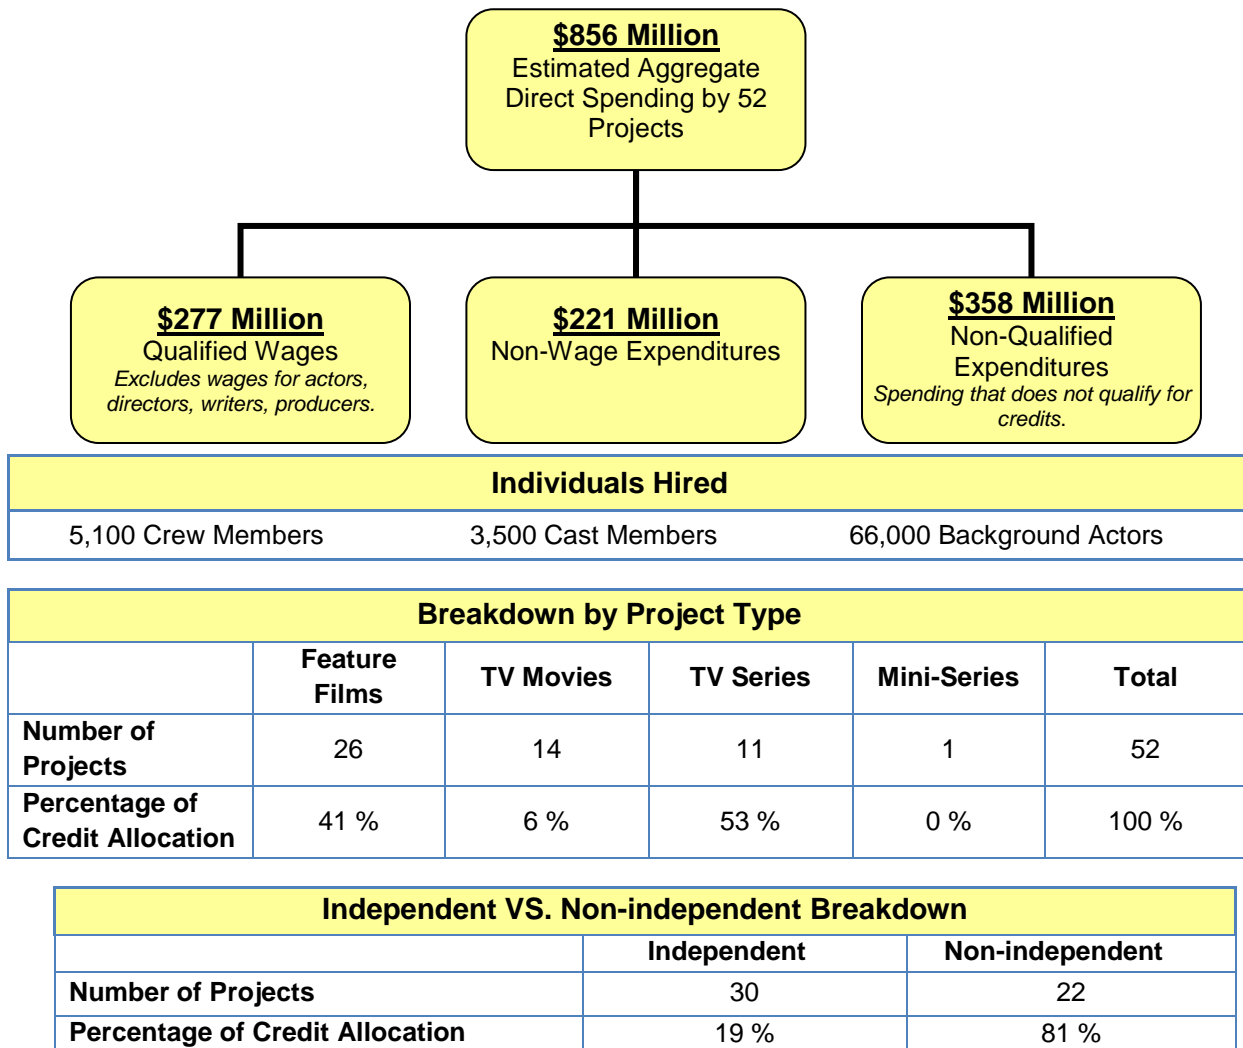 $856 Million
Estimated Aggregate
Direct Spending by 52
Projects
$277 Million
Qualified Wages
Excludes wages for actors,
directors, writers, producers.
$221 Million
Non-Wage Expenditures
$358 Million
Non-Qualified
Expenditures
Spending that does not qualify for
credits.
Individuals Hired
5,100 Crew Members 3,500 Cast Members 66,000 Background Actors
Breakdown by Project Type
Feature
Films
TV Movies TV Series Mini-Series Total
Number of
Projects
26 14 11 1 52
Percentage of
Credit Allocation
41 % 6 % 53 % 0 % 100 %
Independent VS. Non-independent Breakdown
Independent Non-independent
Number of Projects 30 22
Percentage of Credit Allocation 19 % 81 %